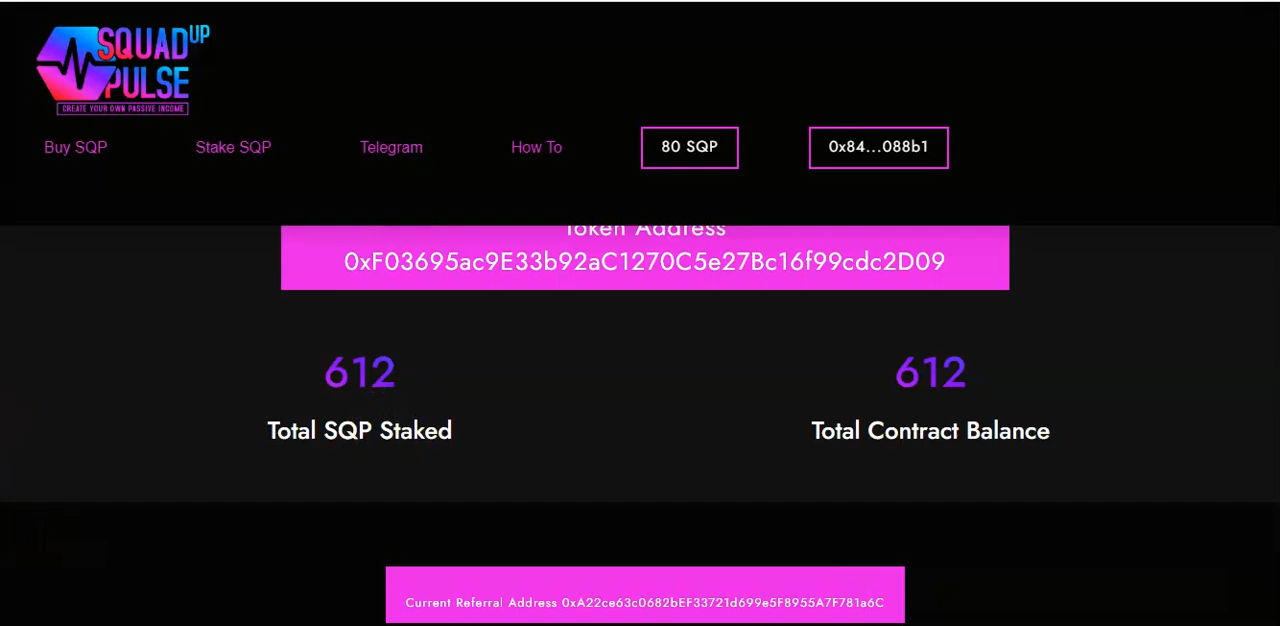 SQUAD UP
PULSE
CREATE YOUR OWN PASSIVE INCOME
Buy SQP Stake SQP Telegram How To 80 SQP 0x84...088b1
Token Address
0xF03695ac9E33b92aC1270C5e27Bc16f99cdc2D09
612 612
Total SQP Staked Total Contract Balance
Current Referral Address 0xA22ce63c0682bEF33721d699e5F8955A7F781a6C